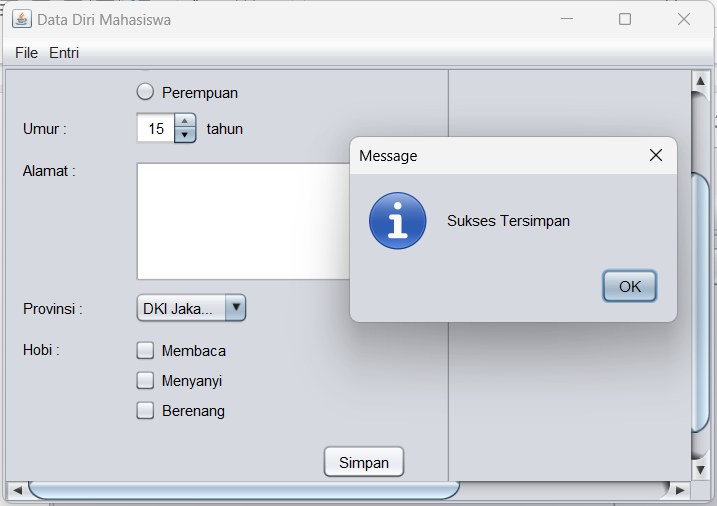 Data Diri Mahasiswa
File Entri
Perempuan
Umur : 15 tahun
Alamat :
Message
Sukses Tersimpan
OK
Provinsi : DKI Jaka...
Hobi : Membaca
Menyanyi
Berenang
Simpan